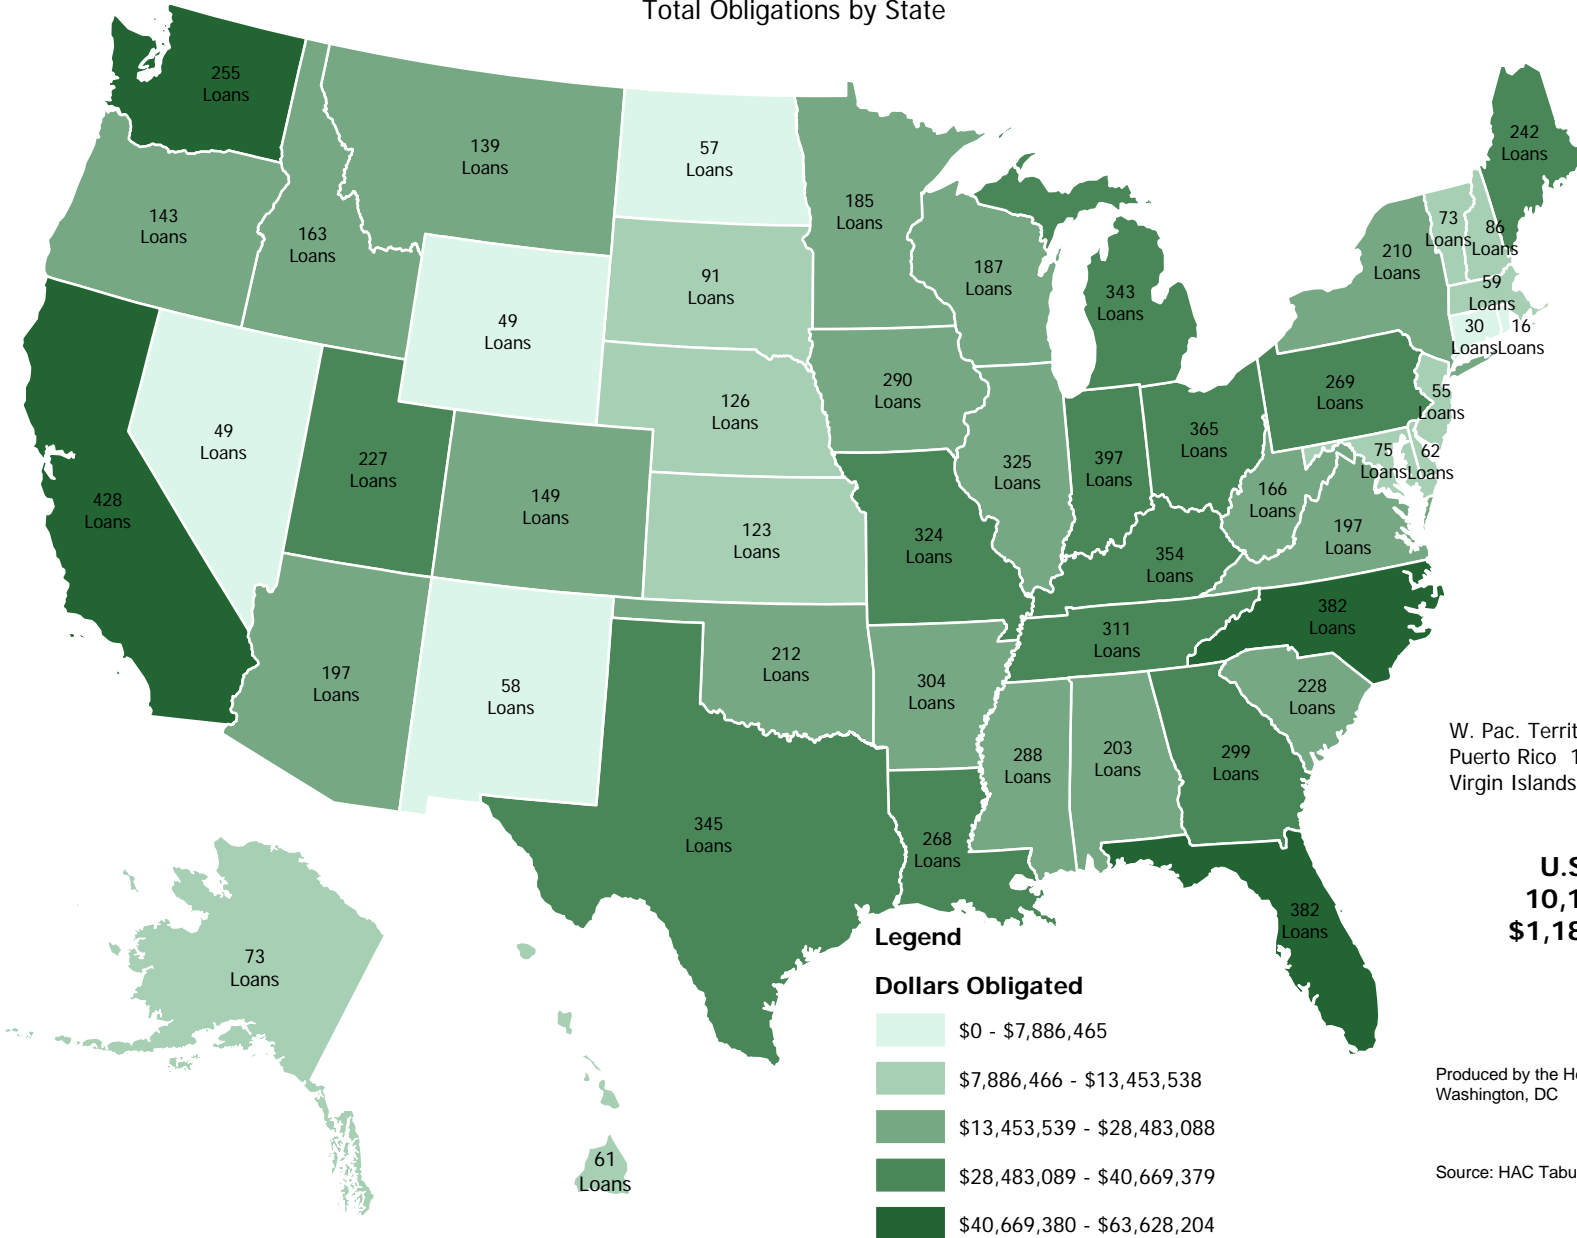 Total Obligations by State
255
Loans
139
Loans
57
Loans
242
Loans
143
Loans
163
Loans
185
Loans
73
Loans
86
Loans
210
Loans
91
Loans
187
Loans
343
Loans
59
Loans
49
Loans
30
Loans
16
Loans
290
Loans
269
Loans
55
Loans
126
Loans
49
Loans
227
Loans
325
Loans
397
Loans
365
Loans
75
Loans
62
Loans
428
Loans
149
Loans
123
Loans
324
Loans
166
Loans
197
Loans
354
Loans
382
Loans
311
Loans
197
Loans
58
Loans
212
Loans
304
Loans
228
Loans
288
Loans
203
Loans
299
Loans
W. Pac. Territ
Puerto Rico 1
Virgin Islands
345
Loans
268
Loans
382
Loans
U.S
10,1
$1,18
73
Loans
61
Loans
Legend
Dollars Obligated
$0 - $7,886,465
$7,886,466 - $13,453,538
$13,453,539 - $28,483,088
$28,483,089 - $40,669,379
$40,669,380 - $63,628,204
Produced by the Ho
Washington, DC
Source: HAC Tabu